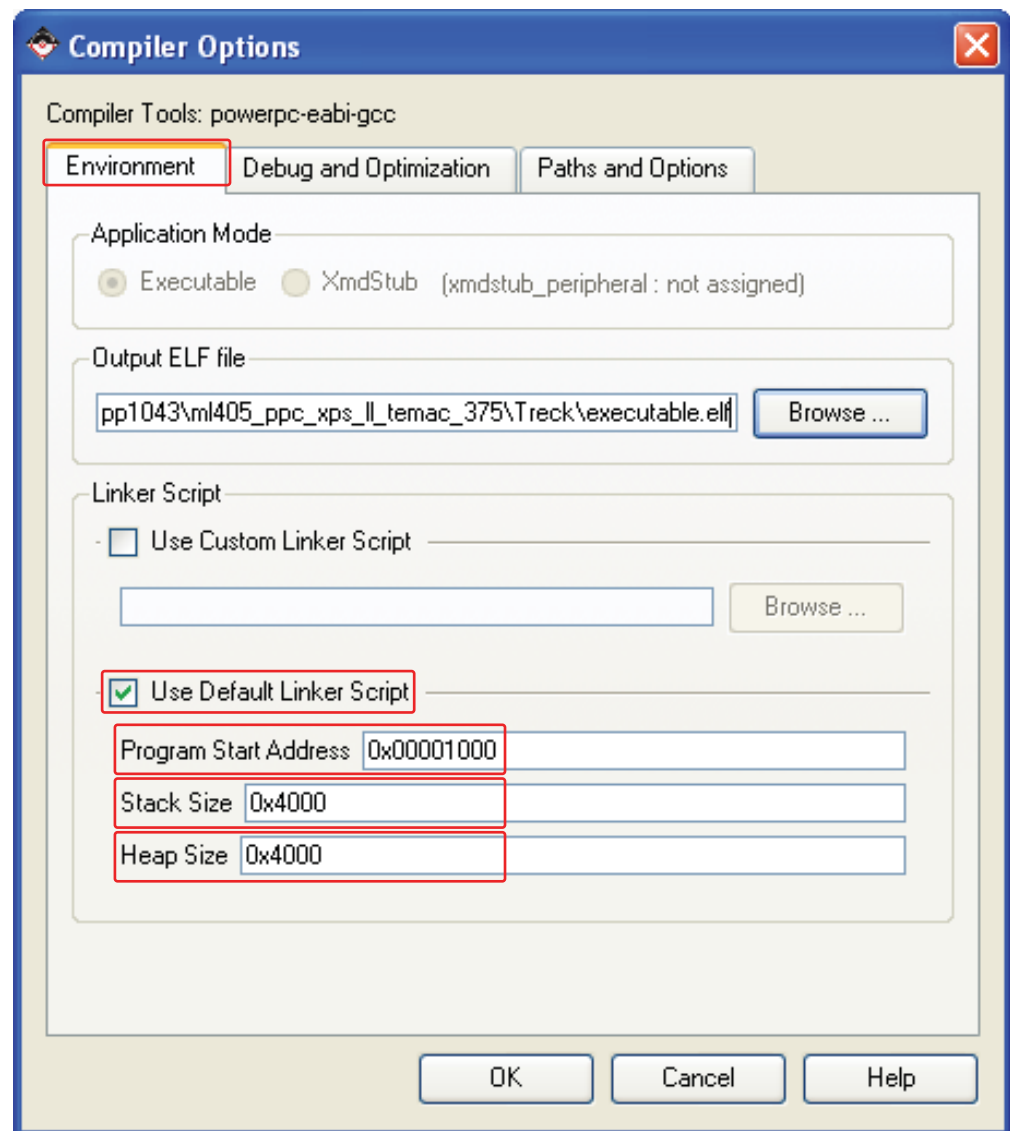 Compiler Options
Compiler Tools: powerpc-eabi-gcc
Environment Debug and Optimization Paths and Options
Application Mode
Executable XmdStub (xmdstub_peripheral : not assigned)
Output ELF file
pp1043\ml405_ppc_xps_ll_temac_375\Treck\executable.elf Browse ...
Linker Script
Use Custom Linker Script
Browse ...
Use Default Linker Script
Program Start Address 0x00001000
Stack Size 0x4000
Heap Size 0x4000
OK Cancel Help